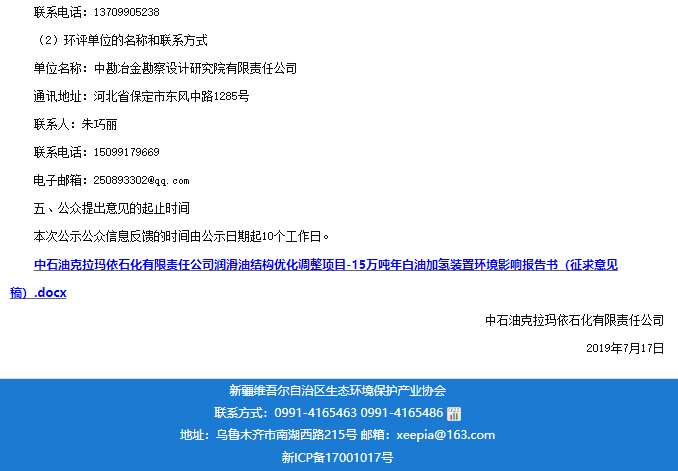 联系电话：13709905238
（2）环评单位的名称和联系方式
单位名称：中勘冶金勘察设计研究院有限责任公司
通讯地址：河北省保定市东风中路1285号
联系人：朱巧丽
联系电话：15099179669
电子邮箱：250893302@qq.com
五、公众提出意见的起止时间
本次公示公众信息反馈的时间由公示日期起10个工作日。
中石油克拉玛依石化有限责任公司润滑油结构优化调整项目-15万吨年白油加氢装置环境影响报告书（征求意见
稿）.docx
中石油克拉玛依石化有限责任公司
2019年7月17日
新疆维吾尔自治区生态环境保护产业协会
联系方式：0991-4165463 0991-4165486
地址：乌鲁木齐市南湖西路215号 邮箱：xeepia@163.com
新ICP备17001017号